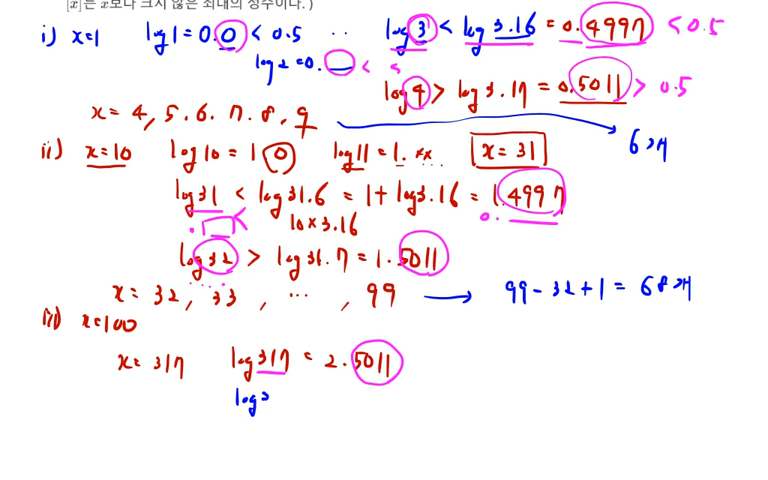 [x]는 x보다 크지 않은 최대의 정수이다. )
i) x=1 log1=0.0<0.5 ‥ log3<log3.16=0.4997<0.5
log2=0.□<
log4>log3.17=0.5011>0.5
x=4,5.6.7.8,9 6개
ii) x=10 log10=1.0 log11=1.** x=31
log31<log31.6=1+log3.16=1.4997
10×3.16 0.
log32>log31.7=1.5011
x=32,33,…,99 → 99-32+1=68개
iii) x=100
x=317 log317=2.5011